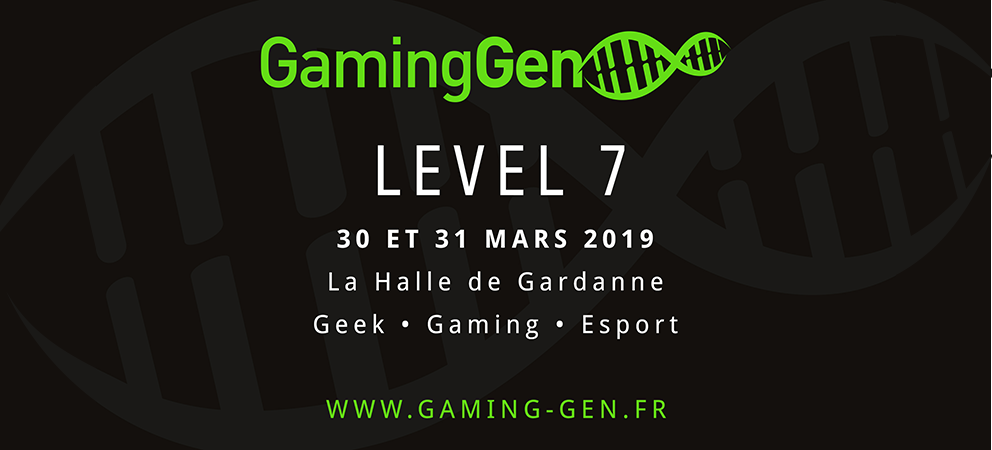 GamingGen
LEVEL 7
30 ET 31 MARS 2019
La Halle de Gardanne
Geek • Gaming • Esport
WWW.GAMING-GEN.FR